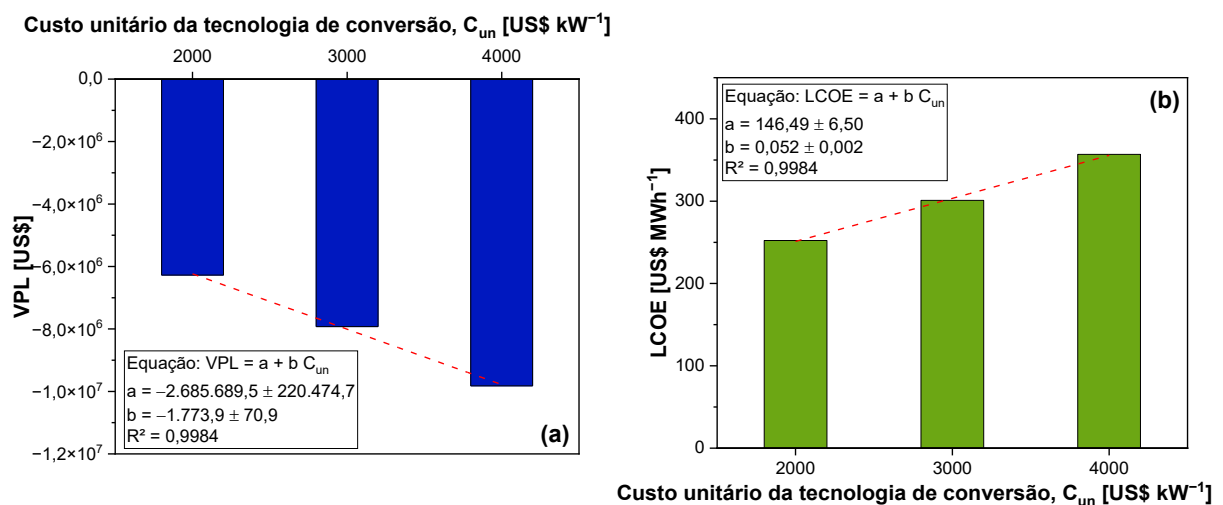 Custo unitário da tecnologia de conversão, Cun [US$ kW−1]
2000 3000 4000
0,0
−2,0×10⁶
−4,0×10⁶
−6,0×10⁶
−8,0×10⁶
−1,0×10⁷
−1,2×10⁷
VPL [US$]
Equação: VPL = a + b Cun
a = −2.685.689,5 ± 220.474,7
b = −1.773,9 ± 70,9
R² = 0,9984
(a)
Equação: LCOE = a + b Cun
a = 146,49 ± 6,50
b = 0,052 ± 0,002
R² = 0,9984
(b)
400
300
200
100
0
LCOE [US$ MWh−1]
2000 3000 4000
Custo unitário da tecnologia de conversão, Cun [US$ kW−1]